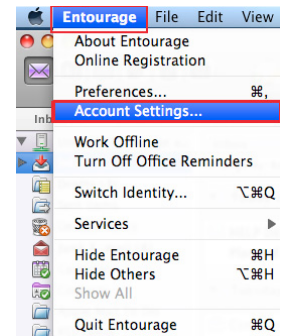 Entourage File Edit View
About Entourage
Online Registration
Preferences... ⌘,
Account Settings...
Inb
Work Offline
Turn Off Office Reminders
Switch Identity... ⌥⌘Q
Services ▶
Hide Entourage ⌘H
Hide Others ⌥⌘H
Show All
Quit Entourage ⌘Q